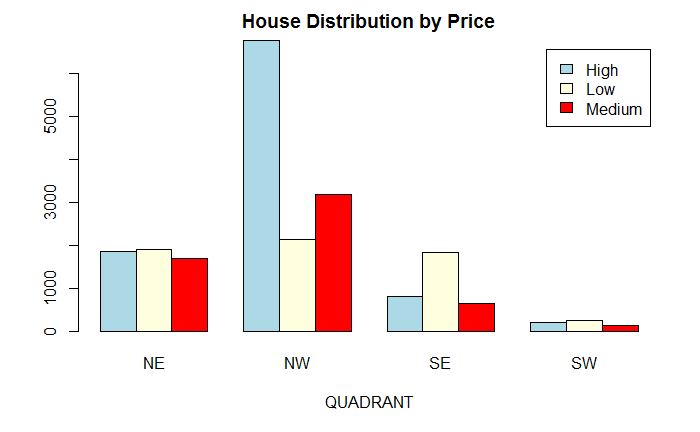 House Distribution by Price
High
Low
Medium
5000
3000
1000
0
NE NW SE SW
QUADRANT